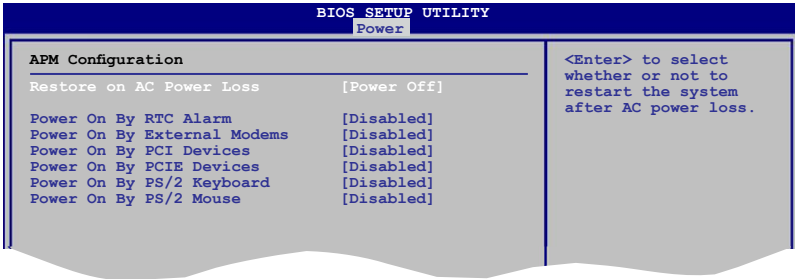 BIOS SETUP UTILITY
Power
APM Configuration
Restore on AC Power Loss [Power Off]
Power On By RTC Alarm [Disabled]
Power On By External Modems [Disabled]
Power On By PCI Devices [Disabled]
Power On By PCIE Devices [Disabled]
Power On By PS/2 Keyboard [Disabled]
Power On By PS/2 Mouse [Disabled]
<Enter> to select
whether or not to
restart the system
after AC power loss.